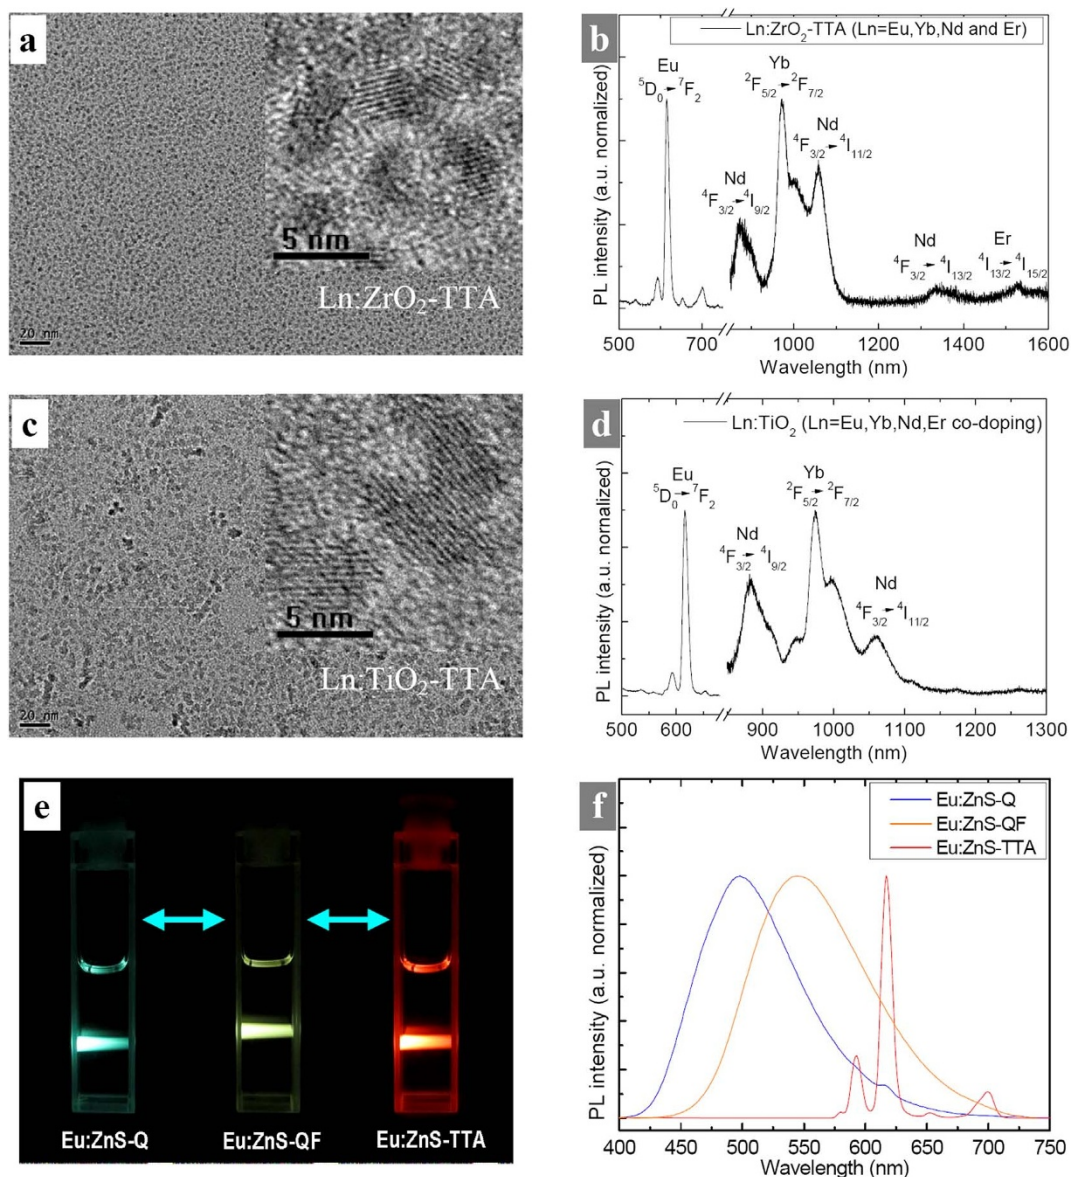 a
5 nm
Ln:ZrO₂-TTA
20 nm
b
Ln:ZrO₂-TTA (Ln=Eu,Yb,Nd and Er)
Eu
⁵D₀→⁷F₂
Yb
²F₅/₂→²F₇/₂
Nd
⁴F₃/₂→⁴I₁₁/₂
Nd
⁴F₃/₂→⁴I₉/₂
Nd
⁴F₃/₂→⁴I₁₃/₂
Er
⁴I₁₃/₂→⁴I₁₅/₂
PL intensity (a.u. nornalized)
500 600 700 1000 1200 1400 1600
Wavelength (nm)
c
5 nm
Ln:TiO₂-TTA
20 nm
d
Ln:TiO₂ (Ln=Eu,Yb,Nd,Er co-doping)
Eu
⁵D₀→⁷F₂
Yb
²F₅/₂→²F₇/₂
Nd
⁴F₃/₂→⁴I₉/₂
Nd
⁴F₃/₂→⁴I₁₁/₂
PL intensity (a.u. normalized)
500 600 900 1000 1100 1200 1300
Wavelength (nm)
e
Eu:ZnS-Q Eu:ZnS-QF Eu:ZnS-TTA
f
Eu:ZnS-Q
Eu:ZnS-QF
Eu:ZnS-TTA
PL intensity (a.u. normalized)
400 450 500 550 600 650 700 750
Wavelength (nm)